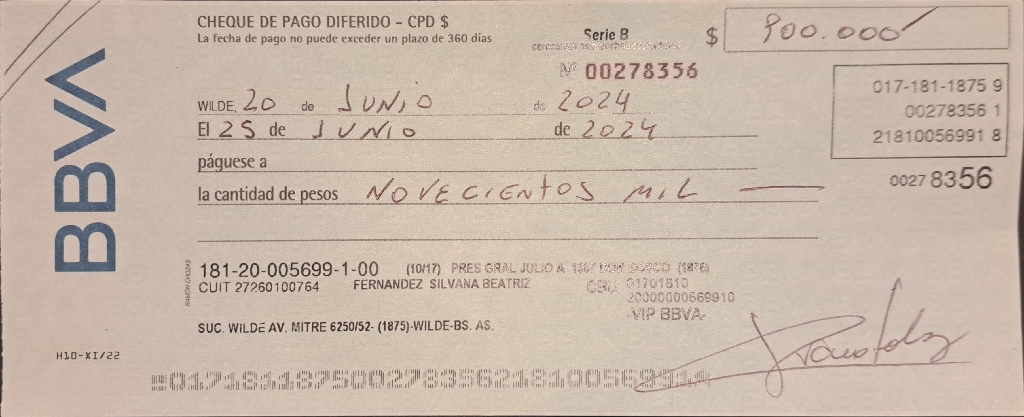 BBVA
CHEQUE DE PAGO DIFERIDO - CPD $
La fecha de pago no puede exceder un plazo de 360 días
Serie B
$ 900.000
Nº 00278356
017-181-1875 9
00278356 1
21810056991 8
WILDE, 20 de JUNIO de 2024
El 25 de JUNIO de 2024
páguese a
0027 8356
la cantidad de pesos NOVECIENTOS MIL
RAMÓN CHOZAS
181-20-005699-1-00 (10/17) PRES GRAL JULIO A (1876)
CUIT 27260100764 FERNANDEZ SILVANA BEATRIZ CBU 01701810
20000000569910
-VIP BBVA-
SUC. WILDE AV. MITRE 6250/52- (1875)-WILDE-BS. AS.
H10-XI/22